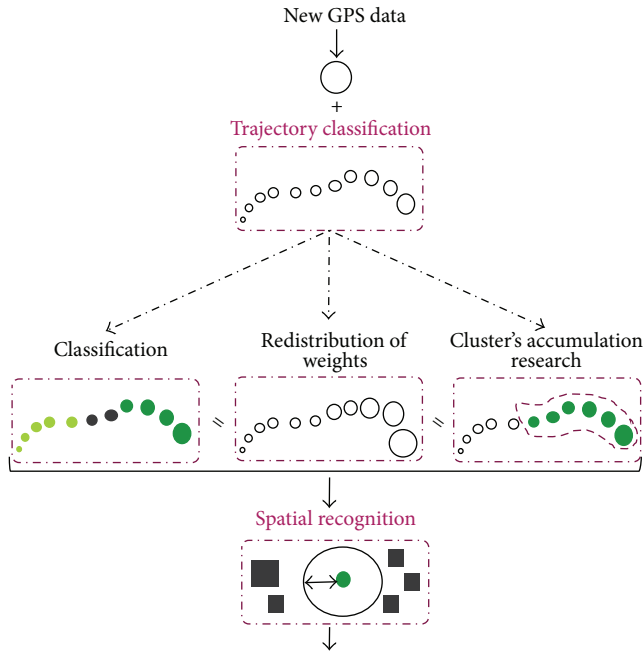 New GPS data
+
Trajectory classification
Classification
Redistribution of
weights
Cluster's accumulation
research
=
=
Spatial recognition